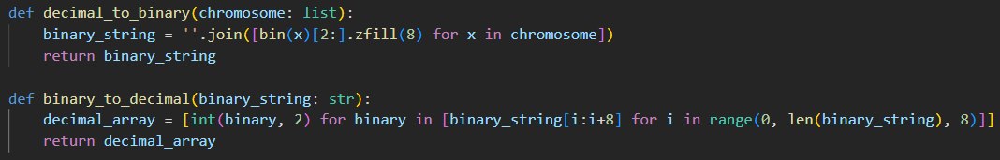 def decimal_to_binary(chromosome: list):
    binary_string = ''.join([bin(x)[2:].zfill(8) for x in chromosome])
    return binary_string

def binary_to_decimal(binary_string: str):
    decimal_array = [int(binary, 2) for binary in [binary_string[i:i+8] for i in range(0, len(binary_string), 8)]]
    return decimal_array